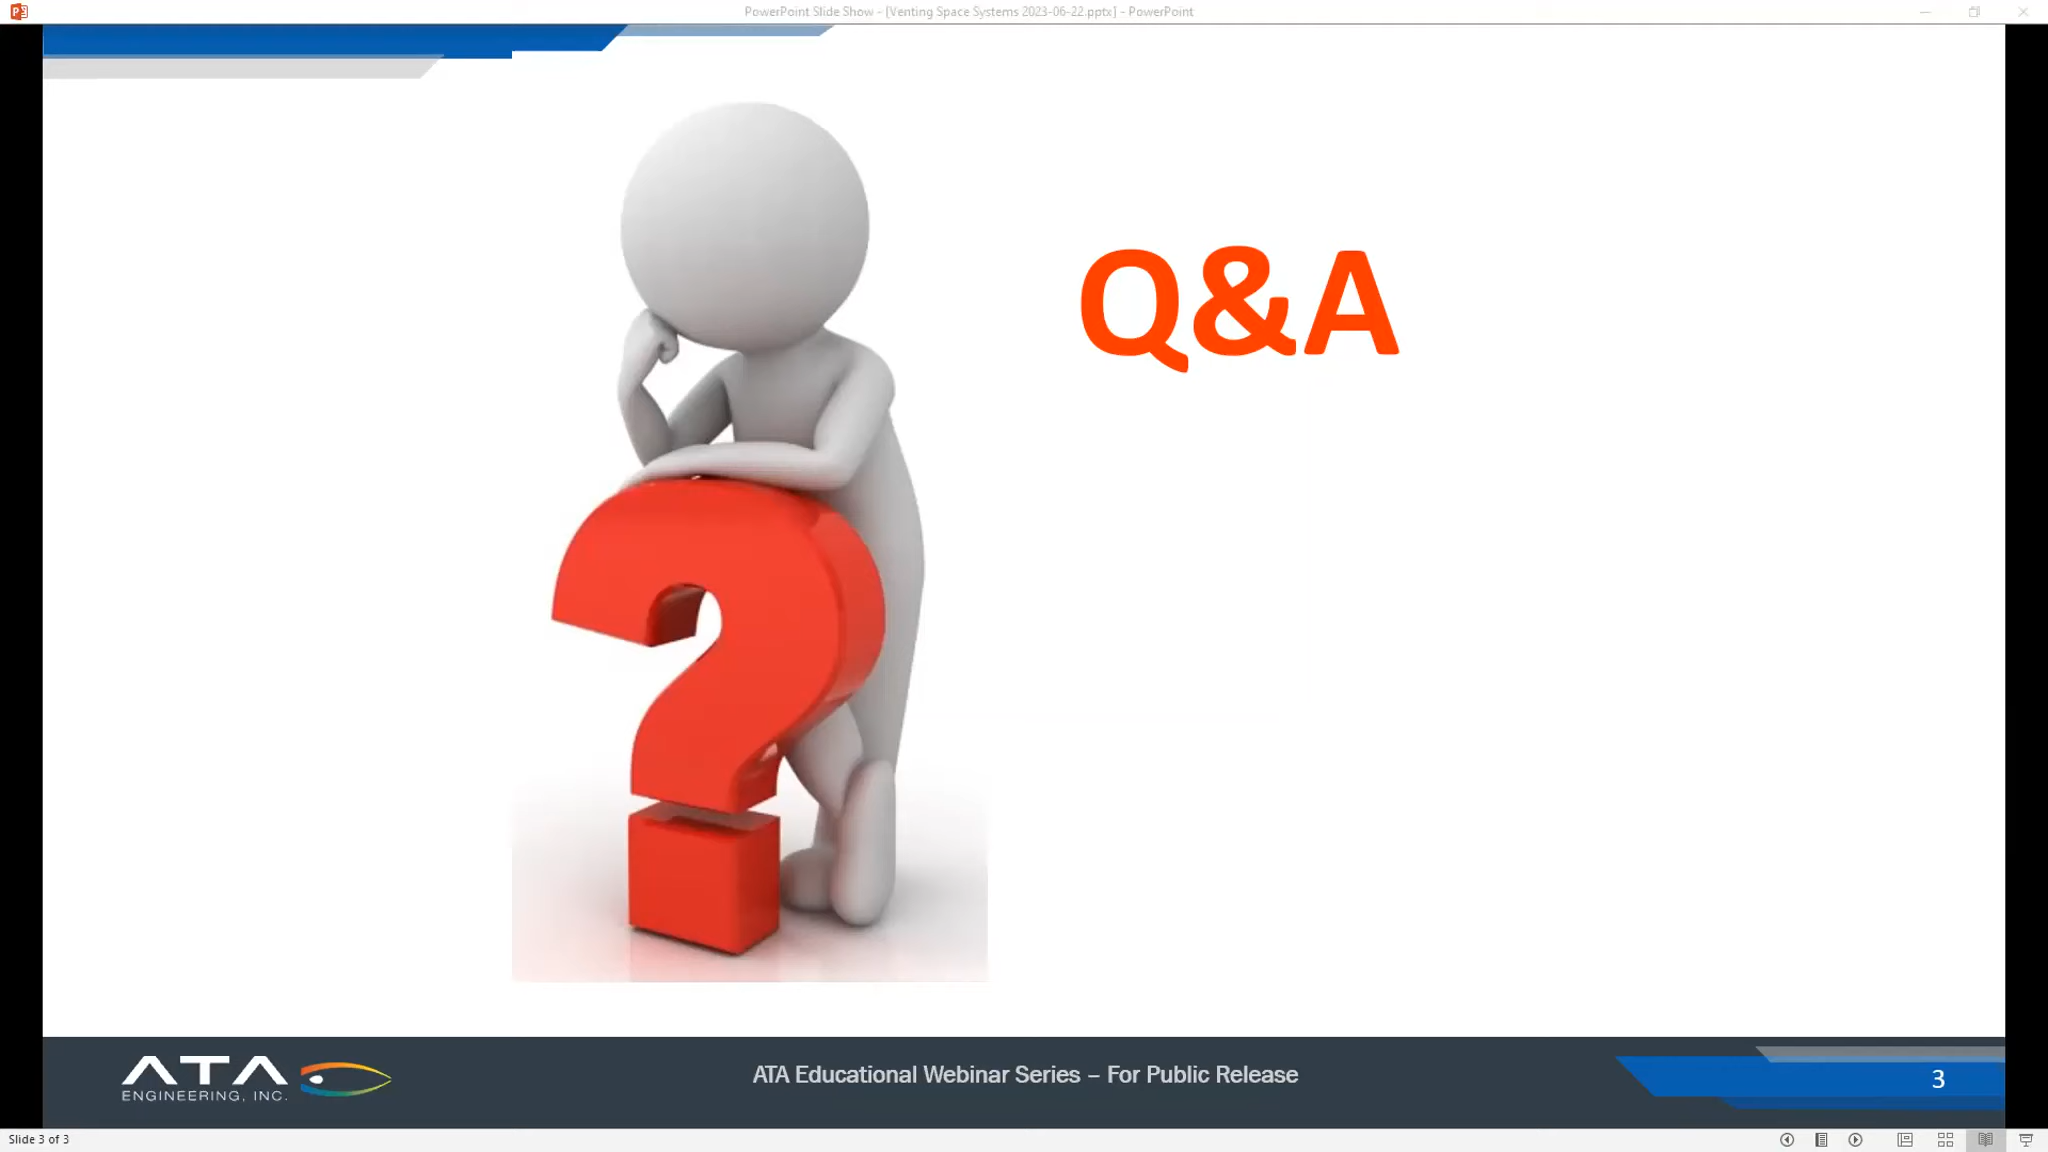 PowerPoint Slide Show - [Venting Space Systems 2023-06-22.pptx] - PowerPoint
Q&A
ATA
ENGINEERING, INC.
ATA Educational Webinar Series – For Public Release
3
Slide 3 of 3